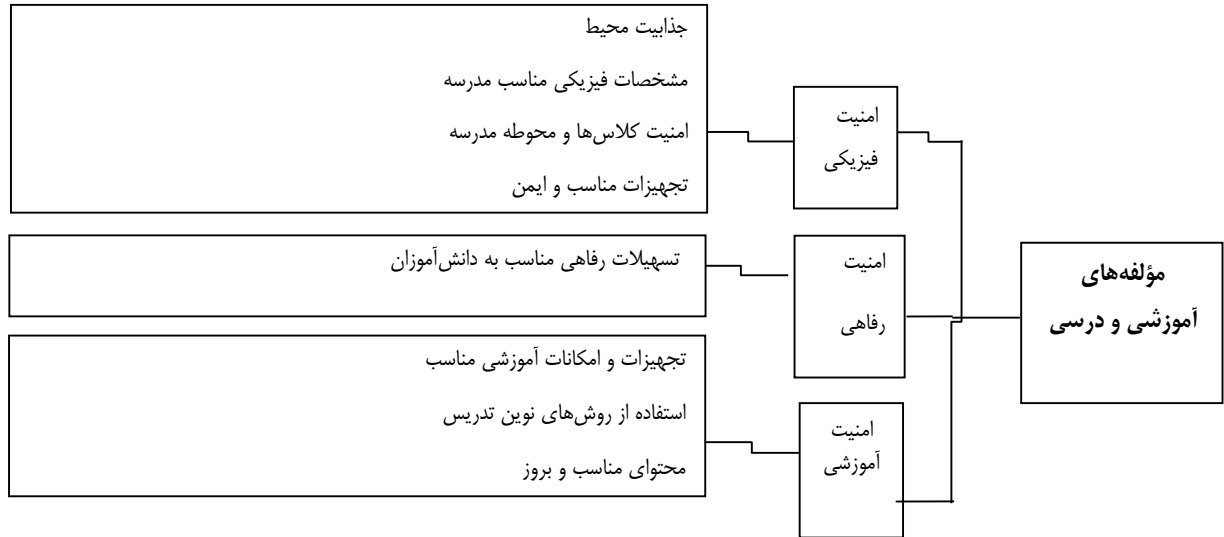 مؤلفه‌های
آموزشی و درسی
امنیت
فیزیکی
جذابیت محیط
مشخصات فیزیکی مناسب مدرسه
امنیت کلاس‌ها و محوطه مدرسه
تجهیزات مناسب و ایمن
امنیت
رفاهی
تسهیلات رفاهی مناسب به دانش‌آموزان
امنیت
آموزشی
تجهیزات و امکانات آموزشی مناسب
استفاده از روش‌های نوین تدریس
محتوای مناسب و بروز